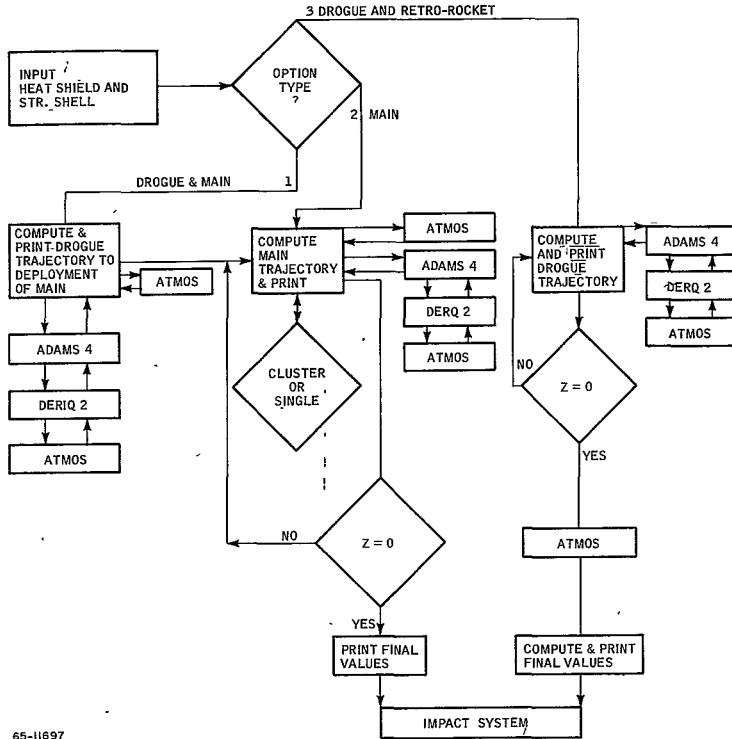 3 DROGUE AND RETRO-ROCKET
INPUT
HEAT SHIELD AND
STR. SHELL
OPTION
TYPE
?
2 MAIN
DROGUE & MAIN 1
COMPUTE &
PRINT-DROGUE
TRAJECTORY TO
DEPLOYMENT
OF MAIN
ATMOS
ADAMS 4
DERIQ 2
ATMOS
COMPUTE
MAIN
TRAJECTORY
& PRINT
ATMOS
ADAMS 4
DERQ 2
ATMOS
CLUSTER
OR
SINGLE
COMPUTE
AND PRINT
DROGUE
TRAJECTORY
ADAMS 4
DERQ 2
ATMOS
NO
Z = 0
YES
ATMOS
NO
Z = 0
YES
PRINT FINAL
VALUES
COMPUTE & PRINT
FINAL VALUES
IMPACT SYSTEM
65-11697